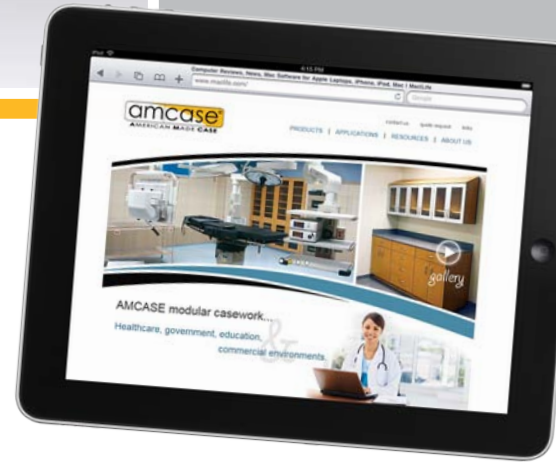 iPad
6:15 PM
Computer Reviews, News, Mac Software for Apple Laptops, iPhone, iPod, Mac | Mac|Life
www.maclife.com/
Google
amcase
AMERICAN MADE CASE
contact us quote request links
PRODUCTS | APPLICATIONS | RESOURCES | ABOUT US
gallery
AMCASE modular casework...
Healthcare, government, education,
&
commercial environments.